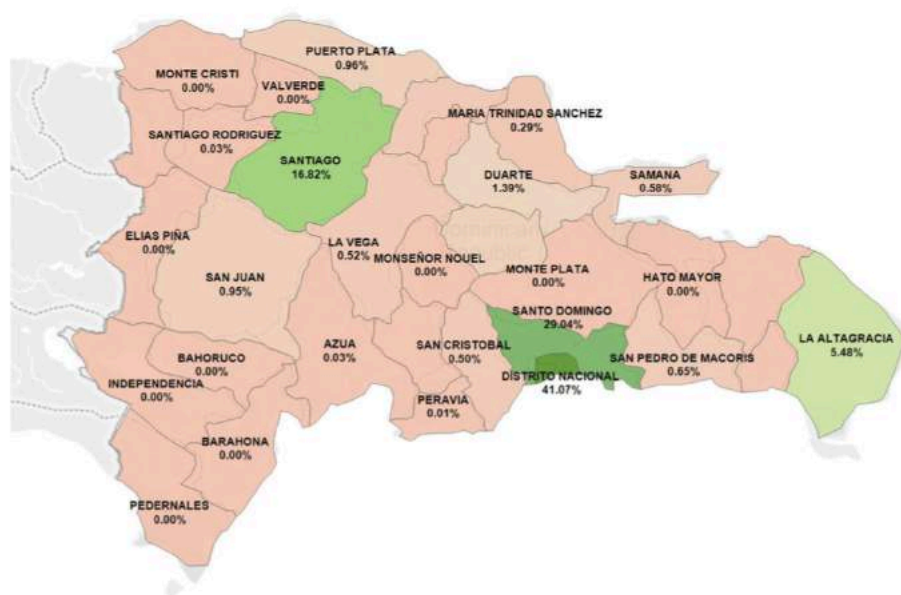 PUERTO PLATA
0.96%
MONTE CRISTI
0.00%
VALVERDE
0.00%
MARIA TRINIDAD SANCHEZ
0.29%
SANTIAGO RODRIGUEZ
0.03%
SANTIAGO
16.82%
DUARTE
1.39%
SAMANA
0.58%
ELIAS PIÑA
0.00%
LA VEGA
0.52%
MONSEÑOR NOUEL
0.00%
SAN JUAN
0.95%
MONTE PLATA
0.00%
HATO MAYOR
0.00%
SANTO DOMINGO
29.04%
LA ALTAGRACIA
5.48%
AZUA
0.03%
SAN CRISTOBAL
0.50%
BAHORUCO
0.00%
SAN PEDRO DE MACORIS
0.65%
DISTRITO NACIONAL
41.07%
INDEPENDENCIA
0.00%
PERAVIA
0.01%
BARAHONA
0.00%
PEDERNALES
0.00%